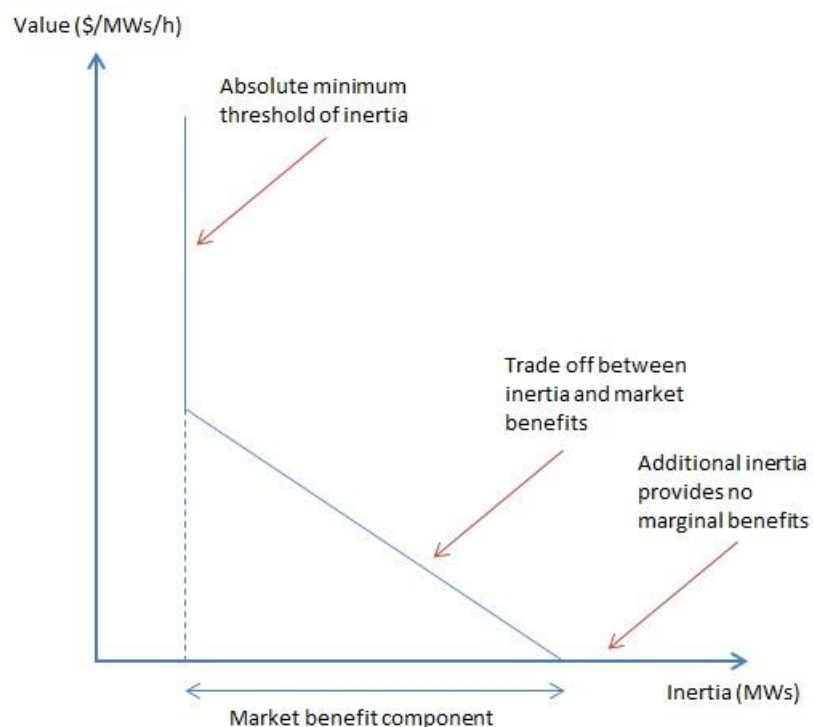 Value ($/MWs/h)
Absolute minimum
threshold of inertia
Trade off between
inertia and market
benefits
Additional inertia
provides no
marginal benefits
Inertia (MWs)
Market benefit component